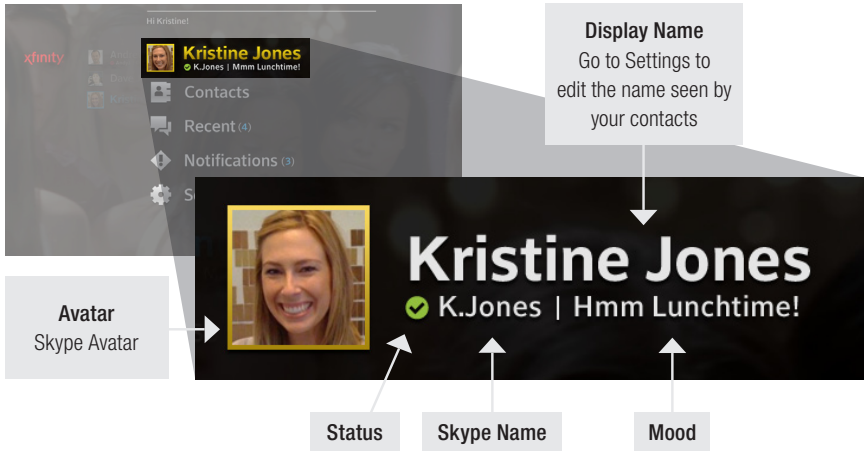 Hi Kristine!
xfinity
Kristine Jones
K.Jones | Mmm Lunchtime!
Contacts
Recent (4)
Notifications (3)
Display Name
Go to Settings to
edit the name seen by
your contacts
Kristine Jones
K.Jones | Hmm Lunchtime!
Avatar
Skype Avatar
Status
Skype Name
Mood